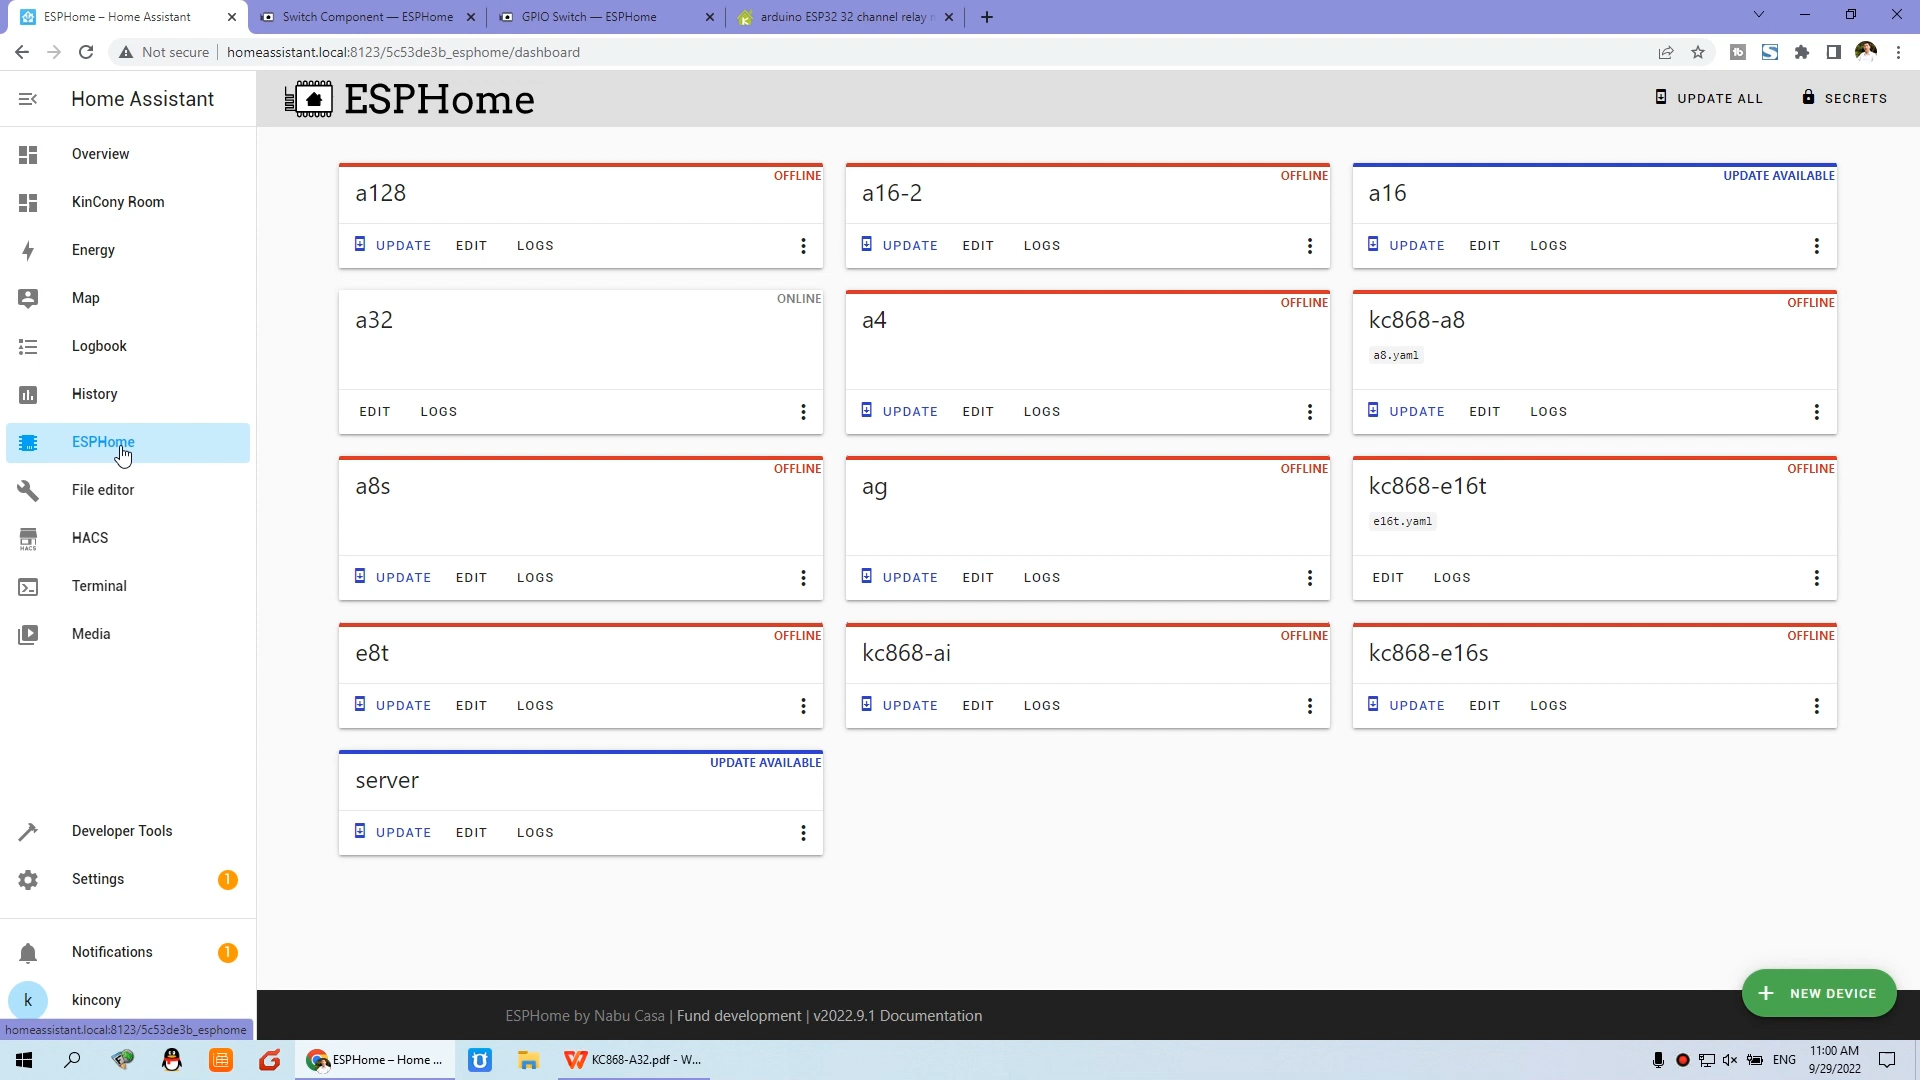 ESPHome – Home Assistant
Switch Component — ESPHome
GPIO Switch — ESPHome
arduino ESP32 32 channel relay
Not secure
homeassistant.local:8123/5c53de3b_esphome/dashboard
Home Assistant
ESPHome
UPDATE ALL
SECRETS
Overview
KinCony Room
Energy
Map
Logbook
History
ESPHome
File editor
HACS
HACS
Terminal
Media
Developer Tools
Settings
1
Notifications
1
k
kincony
homeassistant.local:8123/5c53de3b_esphome
OFFLINE
a128
UPDATE EDIT LOGS
OFFLINE
a16-2
UPDATE EDIT LOGS
UPDATE AVAILABLE
a16
UPDATE EDIT LOGS
ONLINE
a32
EDIT LOGS
OFFLINE
a4
UPDATE EDIT LOGS
OFFLINE
kc868-a8
a8.yaml
UPDATE EDIT LOGS
OFFLINE
a8s
UPDATE EDIT LOGS
OFFLINE
ag
UPDATE EDIT LOGS
OFFLINE
kc868-e16t
e16t.yaml
EDIT LOGS
OFFLINE
e8t
UPDATE EDIT LOGS
OFFLINE
kc868-ai
UPDATE EDIT LOGS
OFFLINE
kc868-e16s
UPDATE EDIT LOGS
UPDATE AVAILABLE
server
UPDATE EDIT LOGS
+ NEW DEVICE
ESPHome by Nabu Casa | Fund development | v2022.9.1 Documentation
ESPHome – Home ...
KC868-A32.pdf - W...
ENG
11:00 AM
9/29/2022